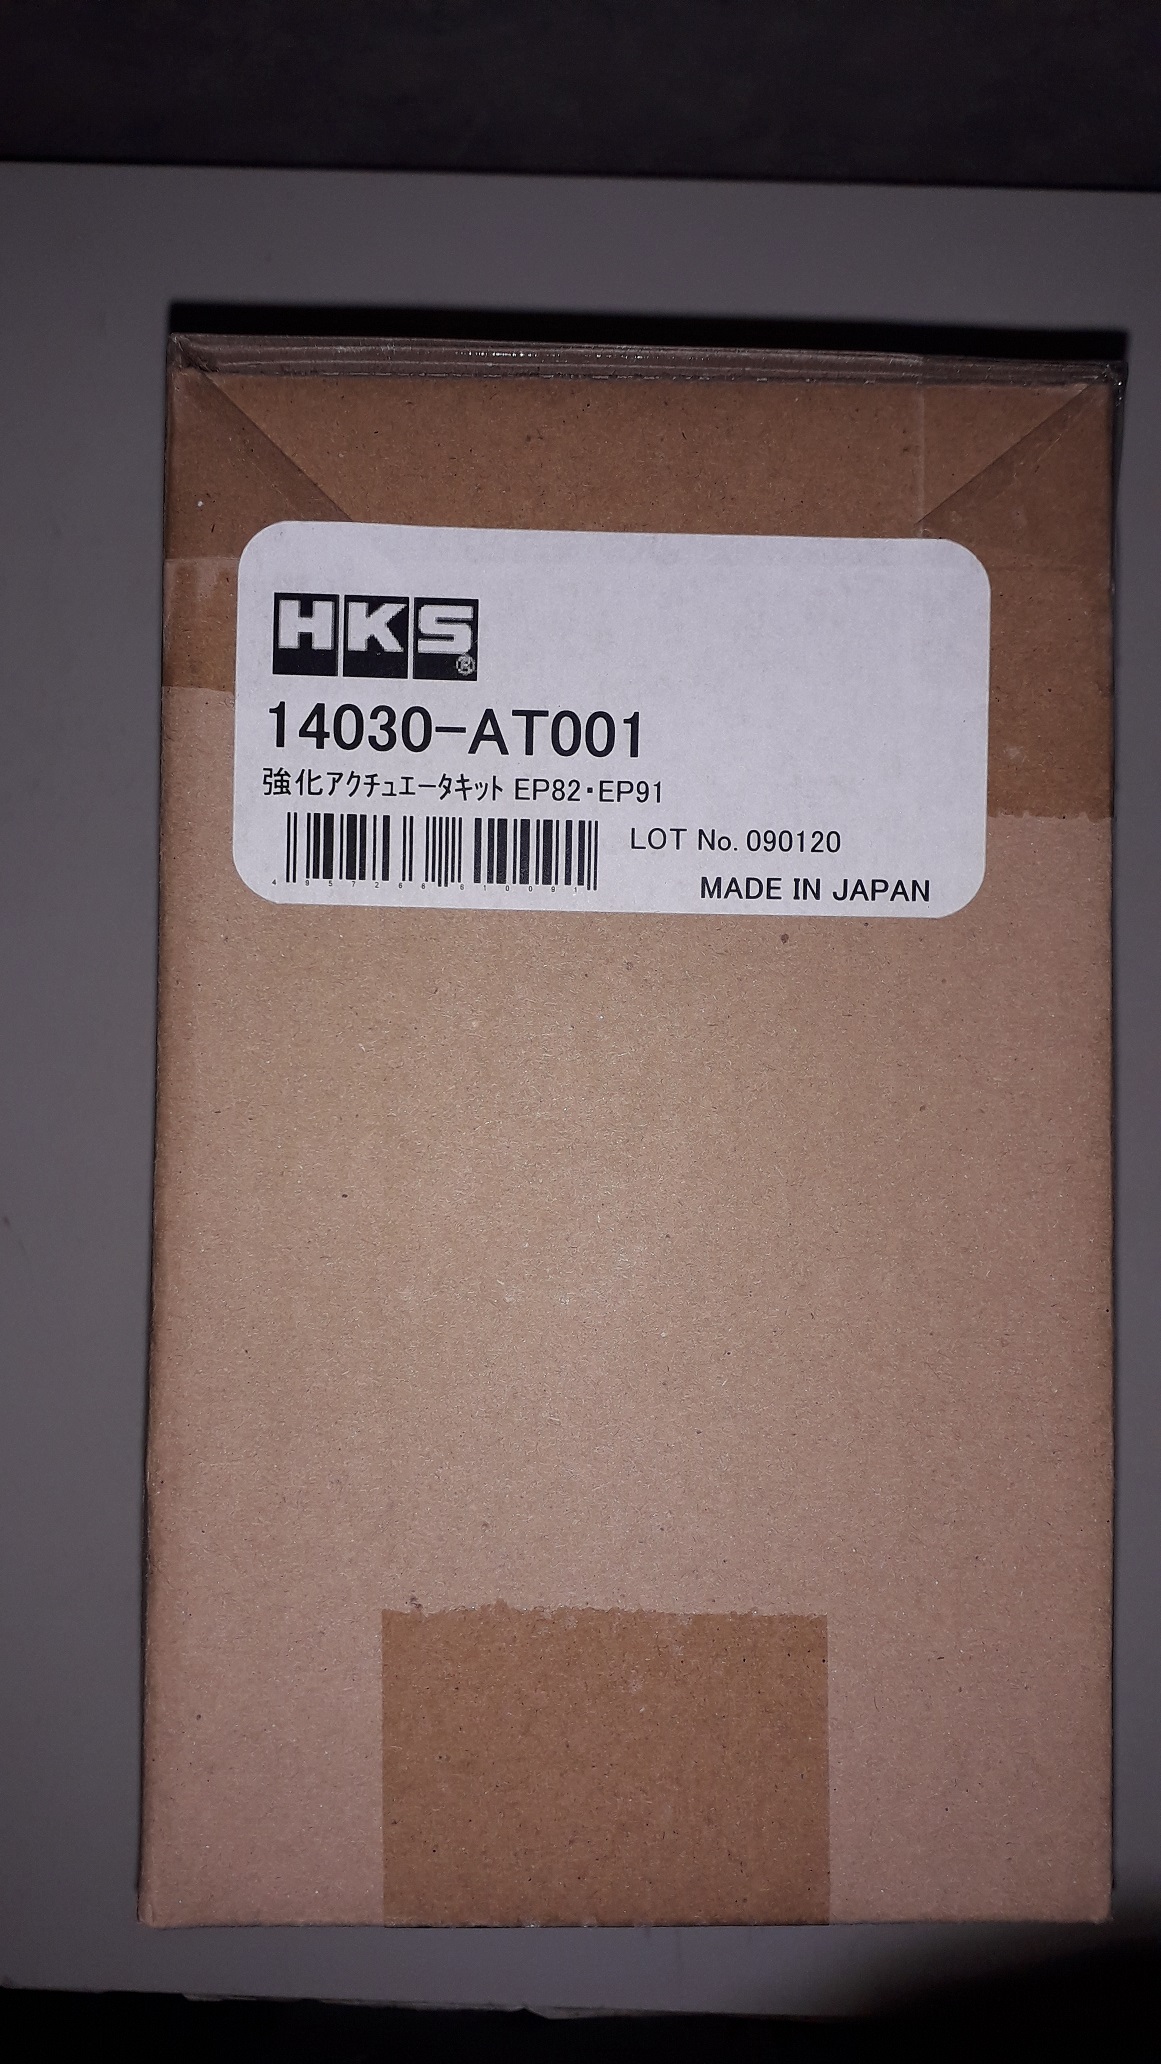 HKS®
14030-AT001
強化アクチュエータキット EP82・EP91
LOT No. 090120
4957266610091
MADE IN JAPAN